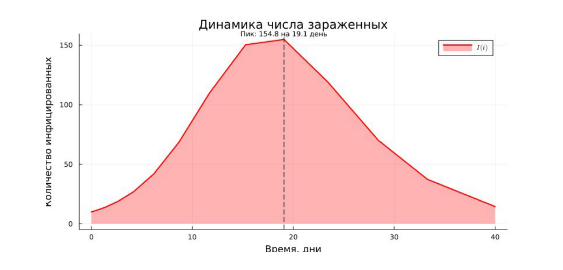 Динамика числа зараженных
Пик: 154.8 на 19.1 день
I(t)
Количество инфицированных
150
100
50
0
0 10 20 30 40
Время, дни